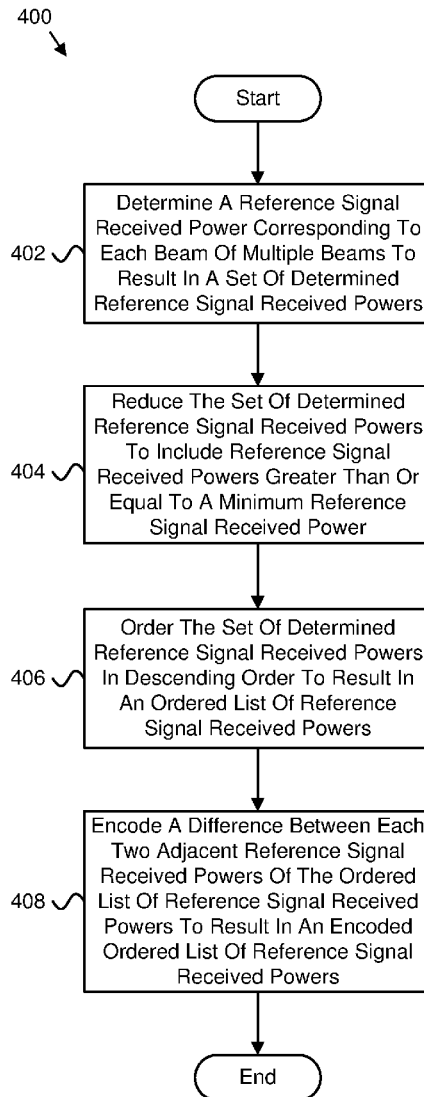 400
Start
Determine A Reference Signal
Received Power Corresponding To
Each Beam Of Multiple Beams To
Result In A Set Of Determined
Reference Signal Received Powers
402
Reduce The Set Of Determined
Reference Signal Received Powers
To Include Reference Signal
Received Powers Greater Than Or
Equal To A Minimum Reference
Signal Received Power
404
Order The Set Of Determined
Reference Signal Received Powers
In Descending Order To Result In
An Ordered List Of Reference
Signal Received Powers
406
Encode A Difference Between Each
Two Adjacent Reference Signal
Received Powers Of The Ordered
List Of Reference Signal Received
Powers To Result In An Encoded
Ordered List Of Reference Signal
Received Powers
408
End